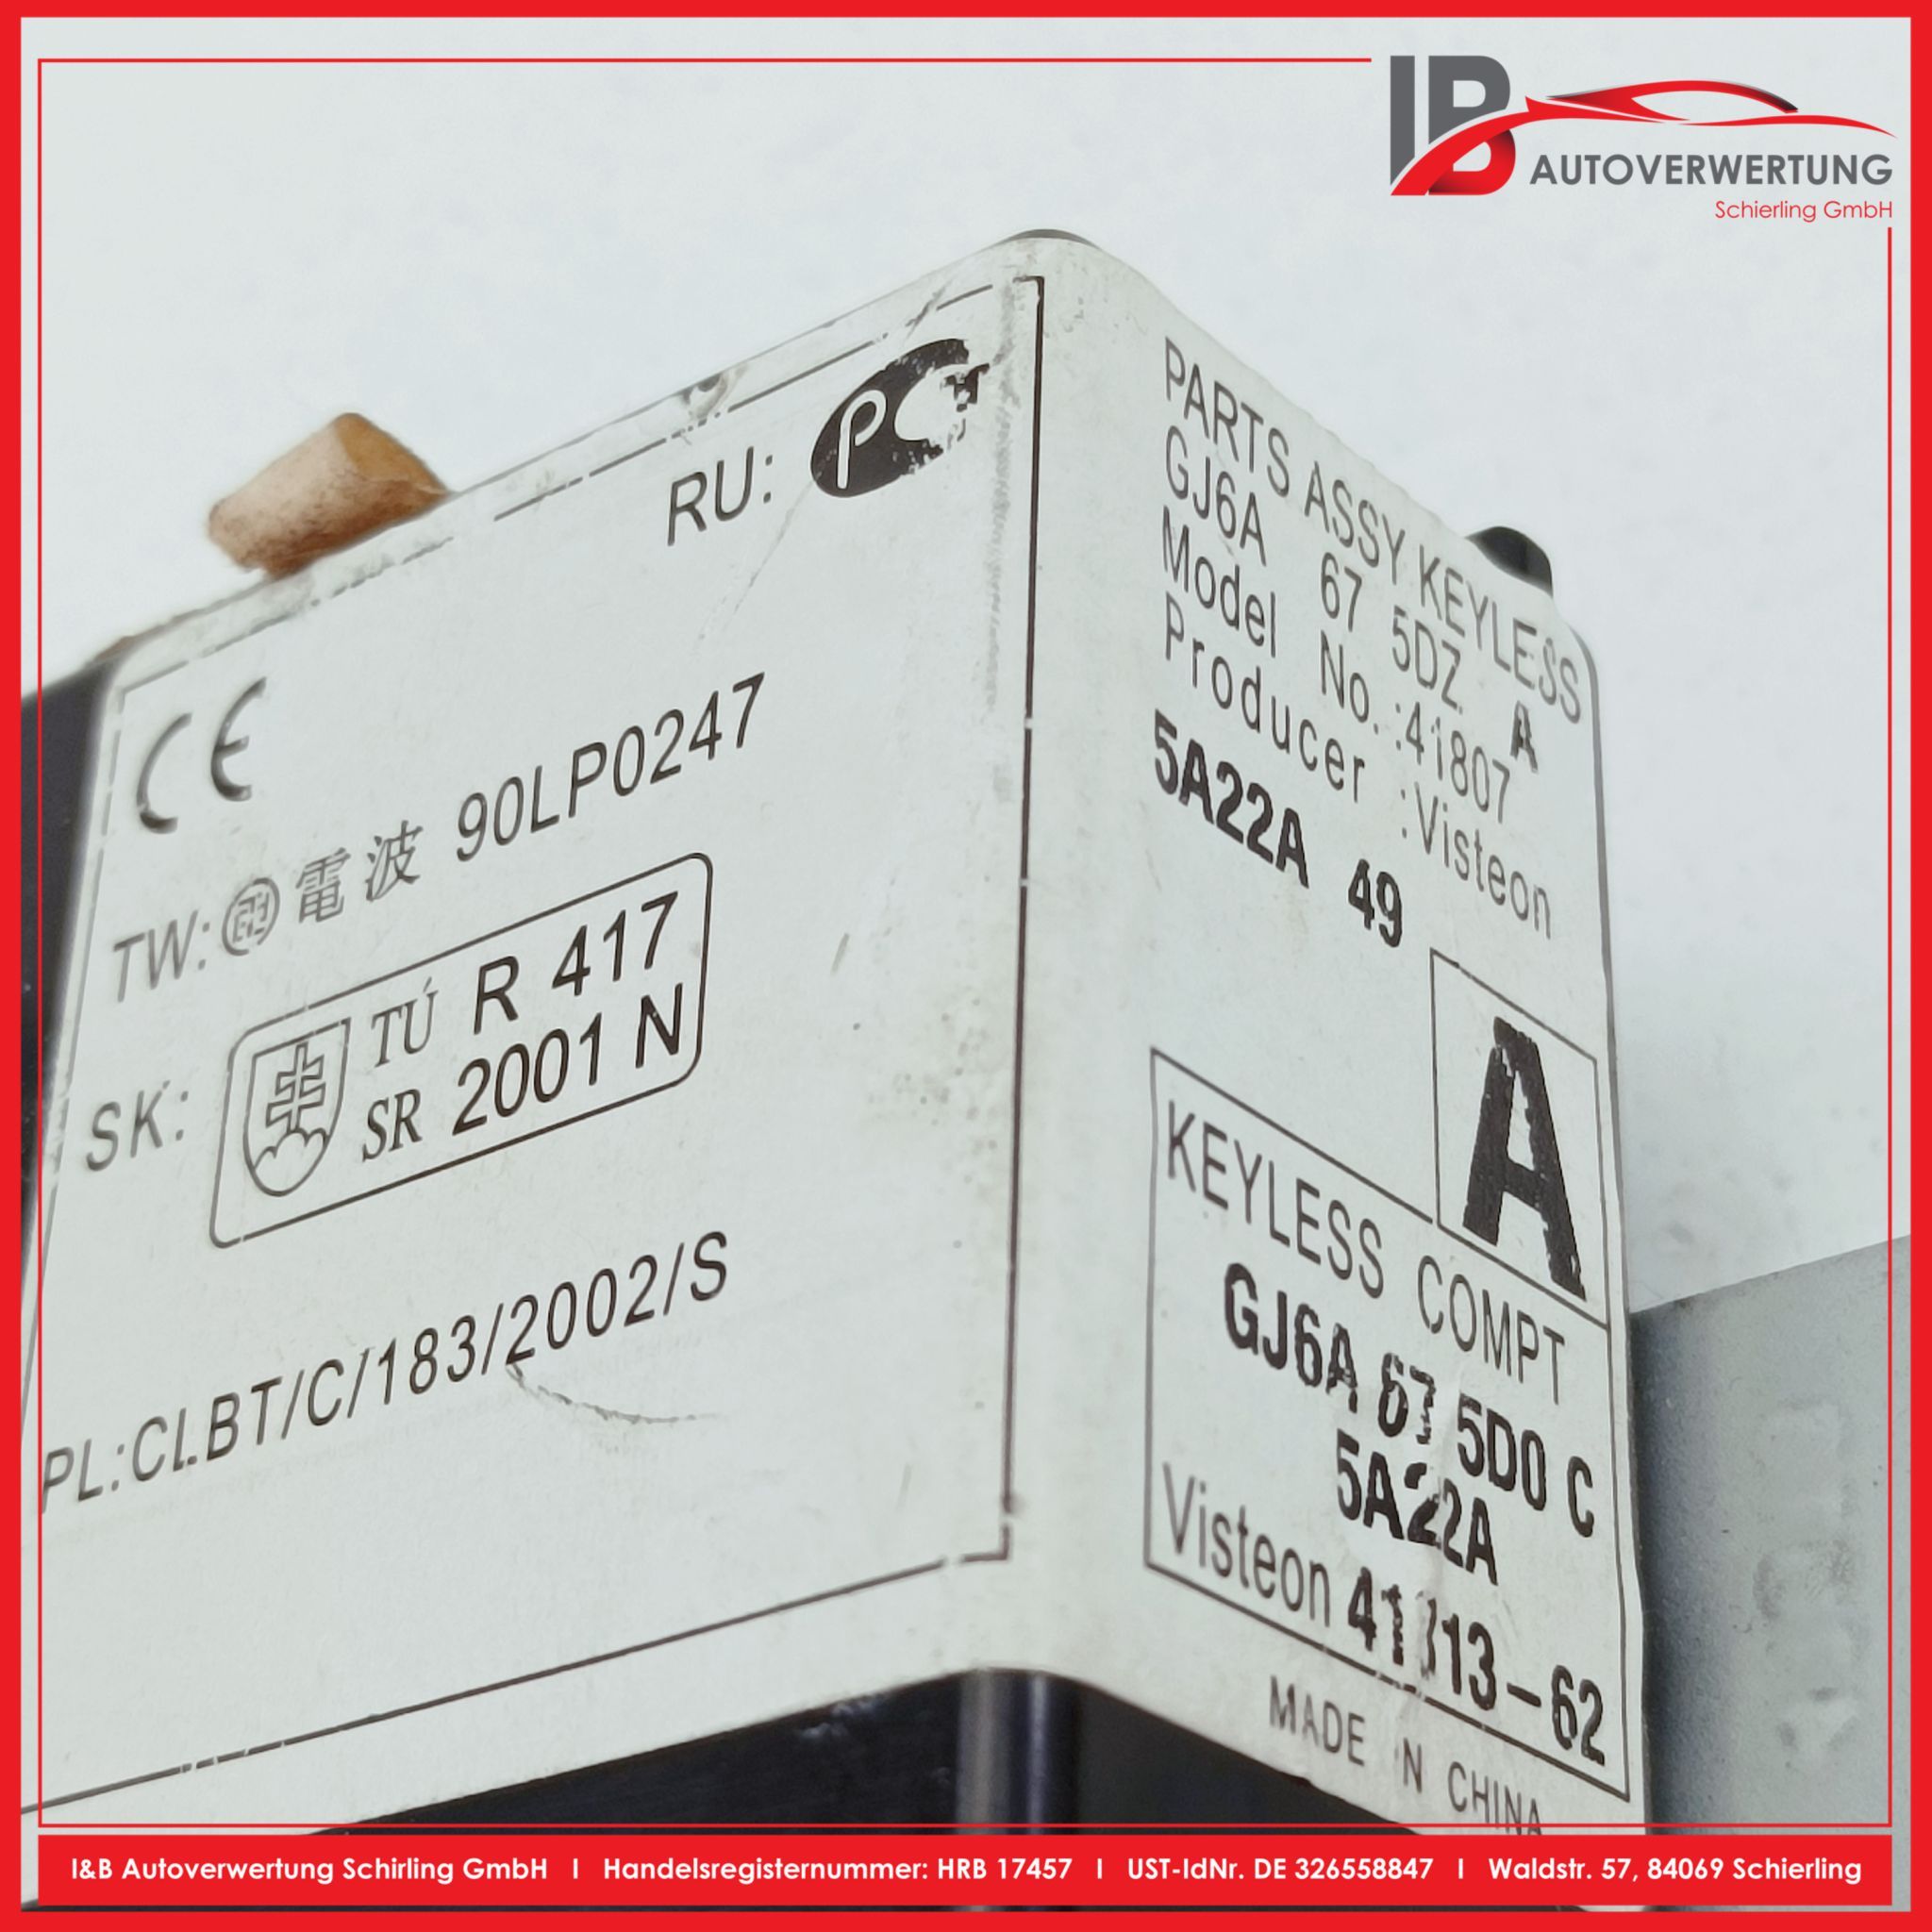 IB
AUTOVERWERTUNG
Schierling GmbH
RU: PC
CE
TW: 電波 90LP0247
SK: TÚ R 417
SR 2001 N
PL:CLBT/C/183/2002/S
PARTS ASSY KEYLESS
GJ6A 67 5DZ A
Model No. :41807
Producer :Visteon
5A22A 49
A
KEYLESS COMPT
GJ6A 67 5D0 C
5A22A
Visteon
MADE IN CHINA
I&B Autoverwertung Schirling GmbH I Handelsregisternummer: HRB 17457 I UST-IdNr. DE 326558847 I Waldstr. 57, 84069 Schierling